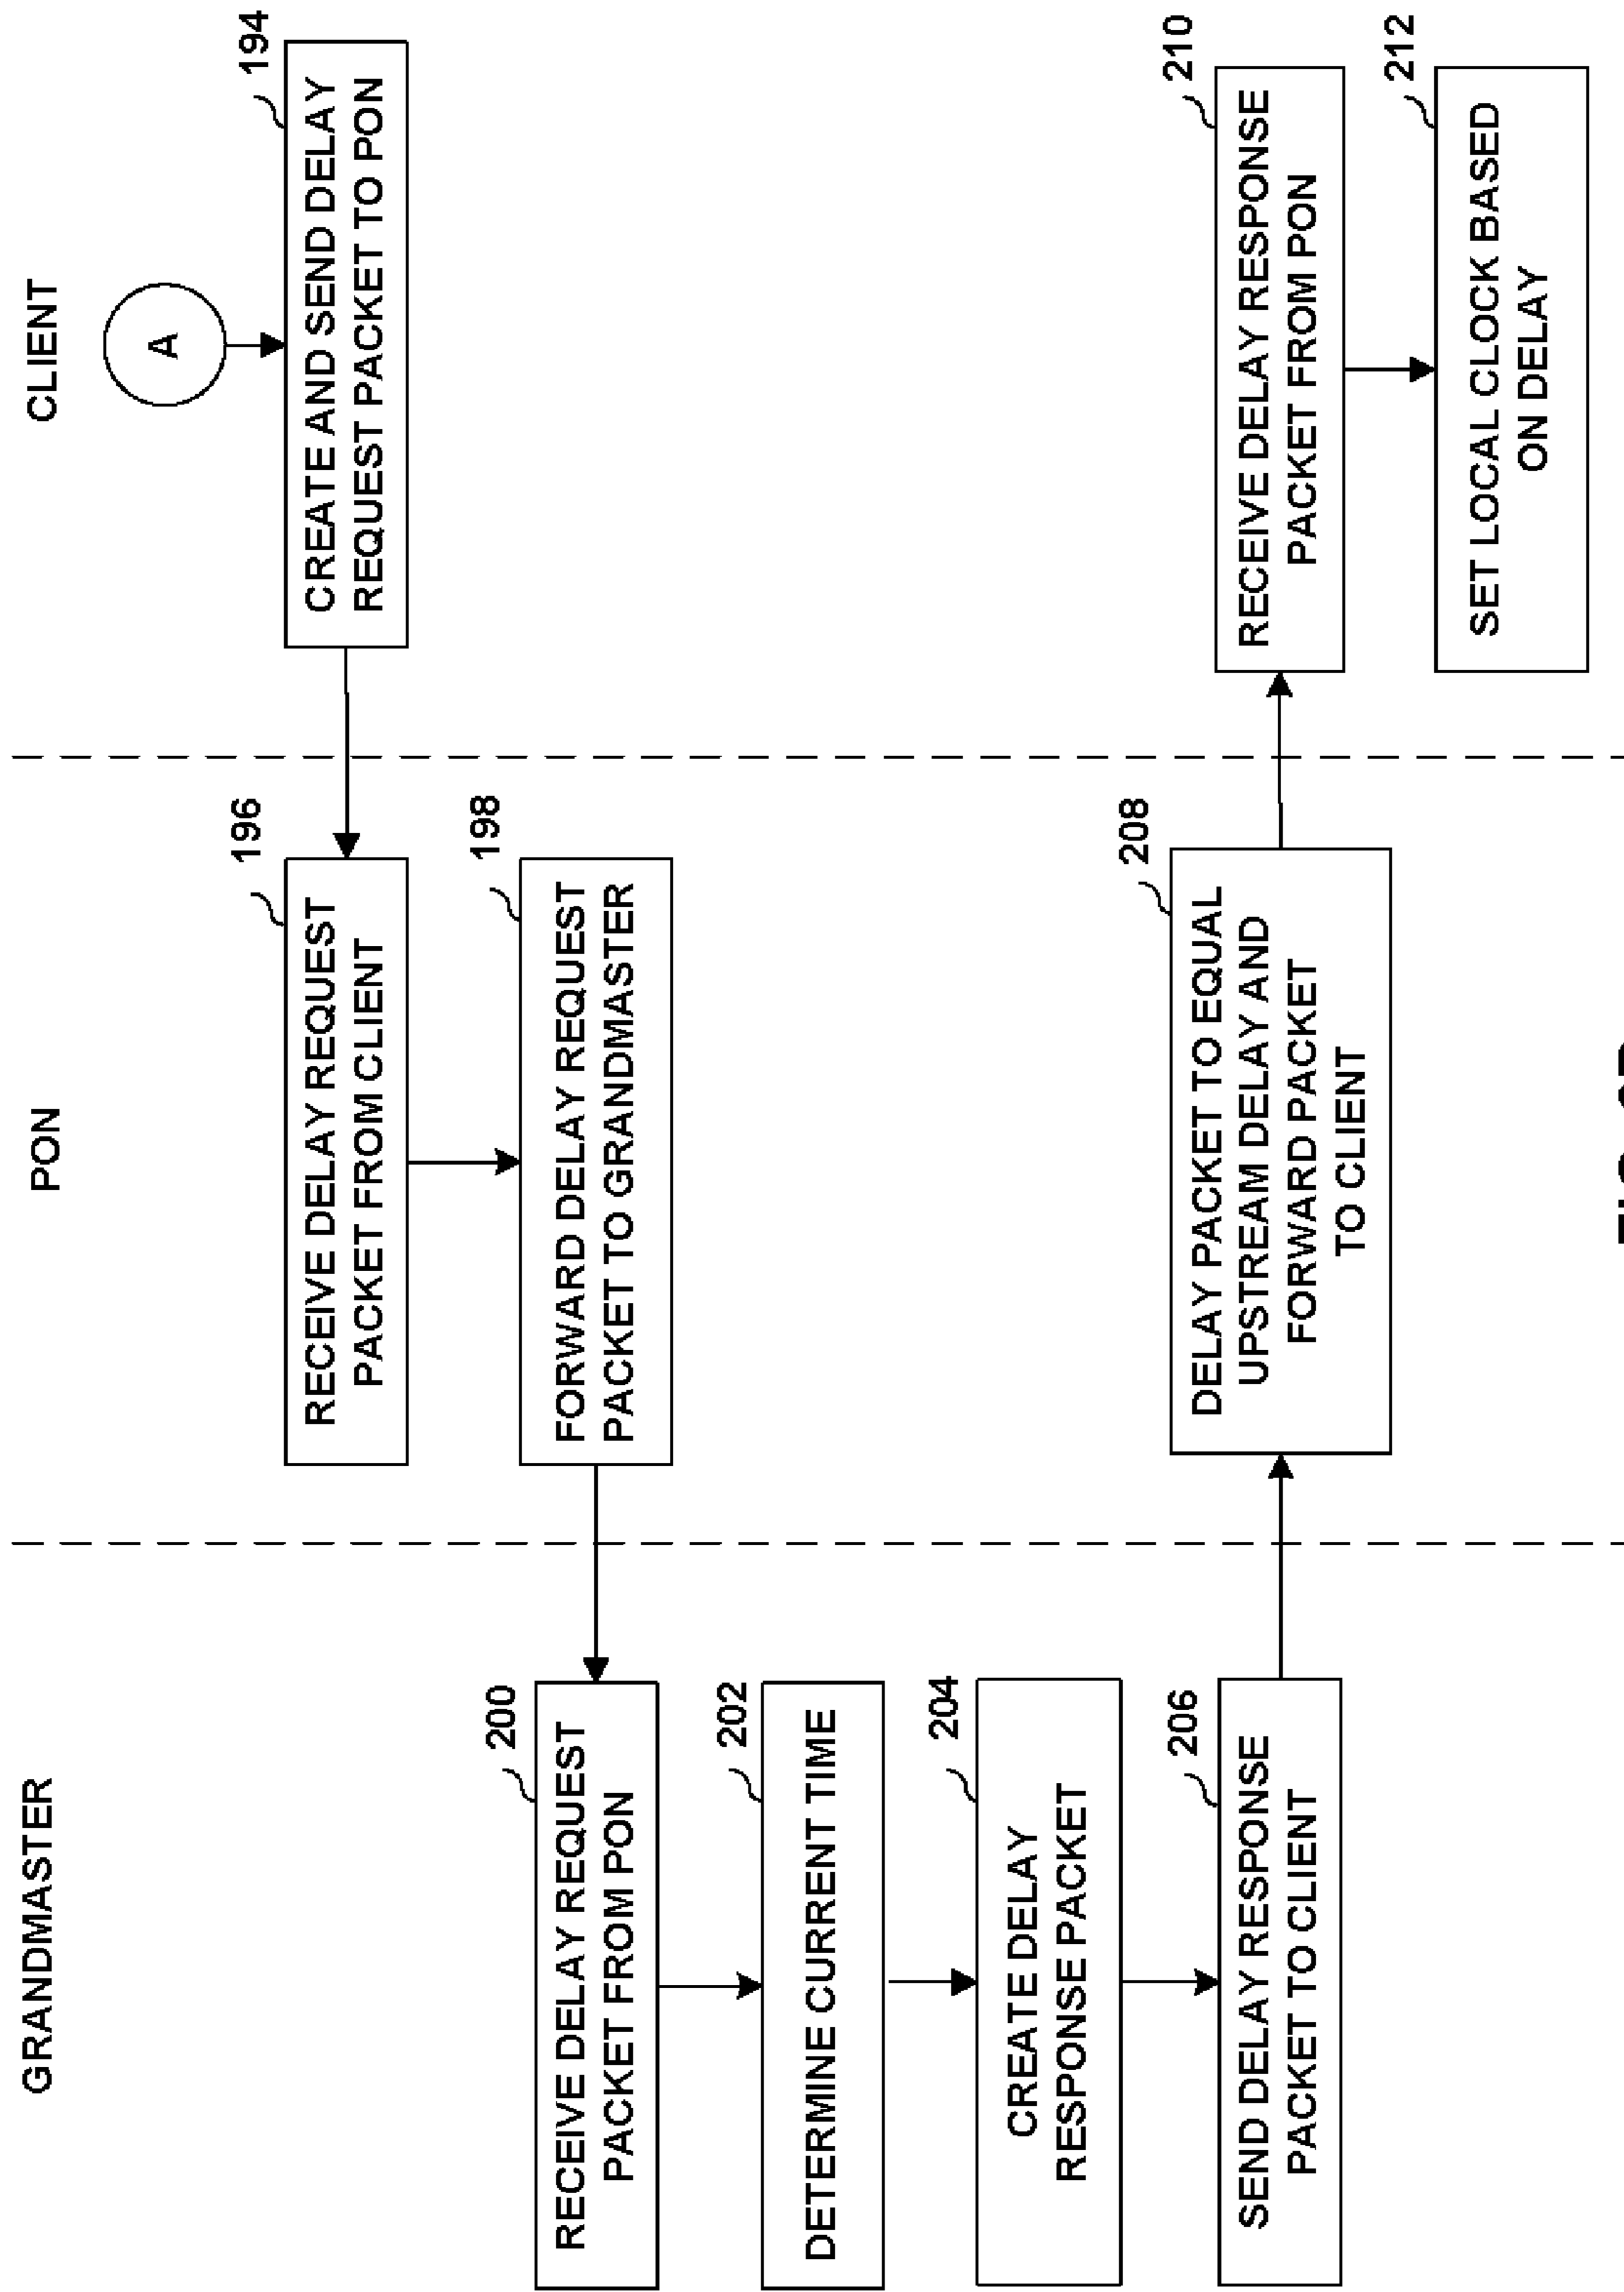 GRANDMASTER
PON
CLIENT
A
194
CREATE AND SEND DELAY
REQUEST PACKET TO PON
196
RECEIVE DELAY REQUEST
PACKET FROM CLIENT
198
FORWARD DELAY REQUEST
PACKET TO GRANDMASTER
200
RECEIVE DELAY REQUEST
PACKET FROM PON
202
DETERMINE CURRENT TIME
204
CREATE DELAY
RESPONSE PACKET
206
SEND DELAY RESPONSE
PACKET TO CLIENT
208
DELAY PACKET TO EQUAL
UPSTREAM DELAY AND
FORWARD PACKET
TO CLIENT
210
RECEIVE DELAY RESPONSE
PACKET FROM PON
212
SET LOCAL CLOCK BASED
ON DELAY